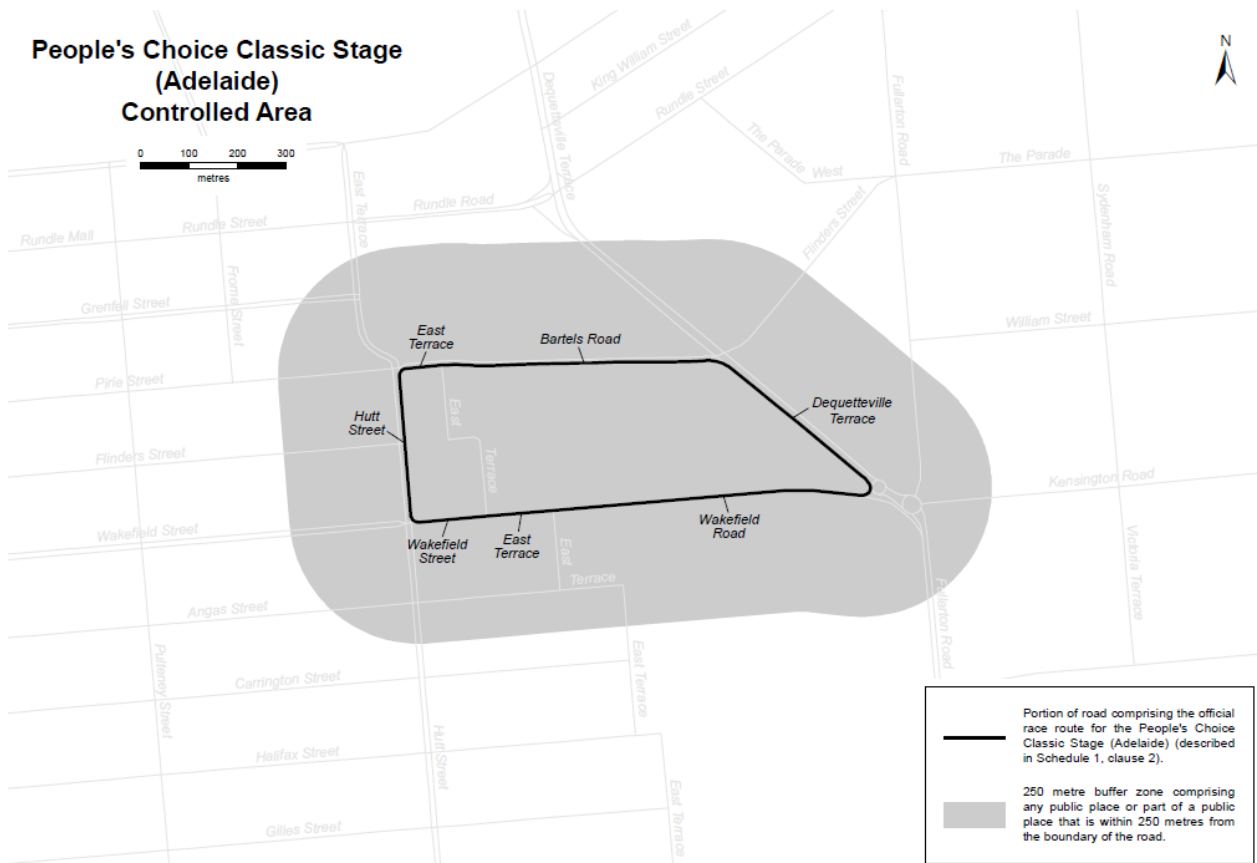 People's Choice Classic Stage
(Adelaide)
Controlled Area
0 100 200 300
metres
N
King William Street
Dequetteville Terrace
Rundle Street
Fullarton Road
The Parade
West
The Parade
East Terrace
Rundle Road
Rundle Street
Rundle Mall
Flinders Street
Sydenham Road
Frome Street
Grenfell Street
William Street
East
Terrace
Bartels Road
Pirie Street
Hutt
Street
East
Terrace
Dequetteville
Terrace
Flinders Street
Kensington Road
Wakefield Street
Wakefield
Street
East
Terrace
Wakefield
Road
East
Terrace
Victoria Terrace
Angas Street
Fullarton Road
Pulteney Street
East Terrace
Carrington Street
Hutt Street
Halifax Street
East Terrace
Gilles Street
Portion of road comprising the official
race route for the People's Choice
Classic Stage (Adelaide) (described
in Schedule 1, clause 2).
250 metre buffer zone comprising
any public place or part of a public
place that is within 250 metres from
the boundary of the road.